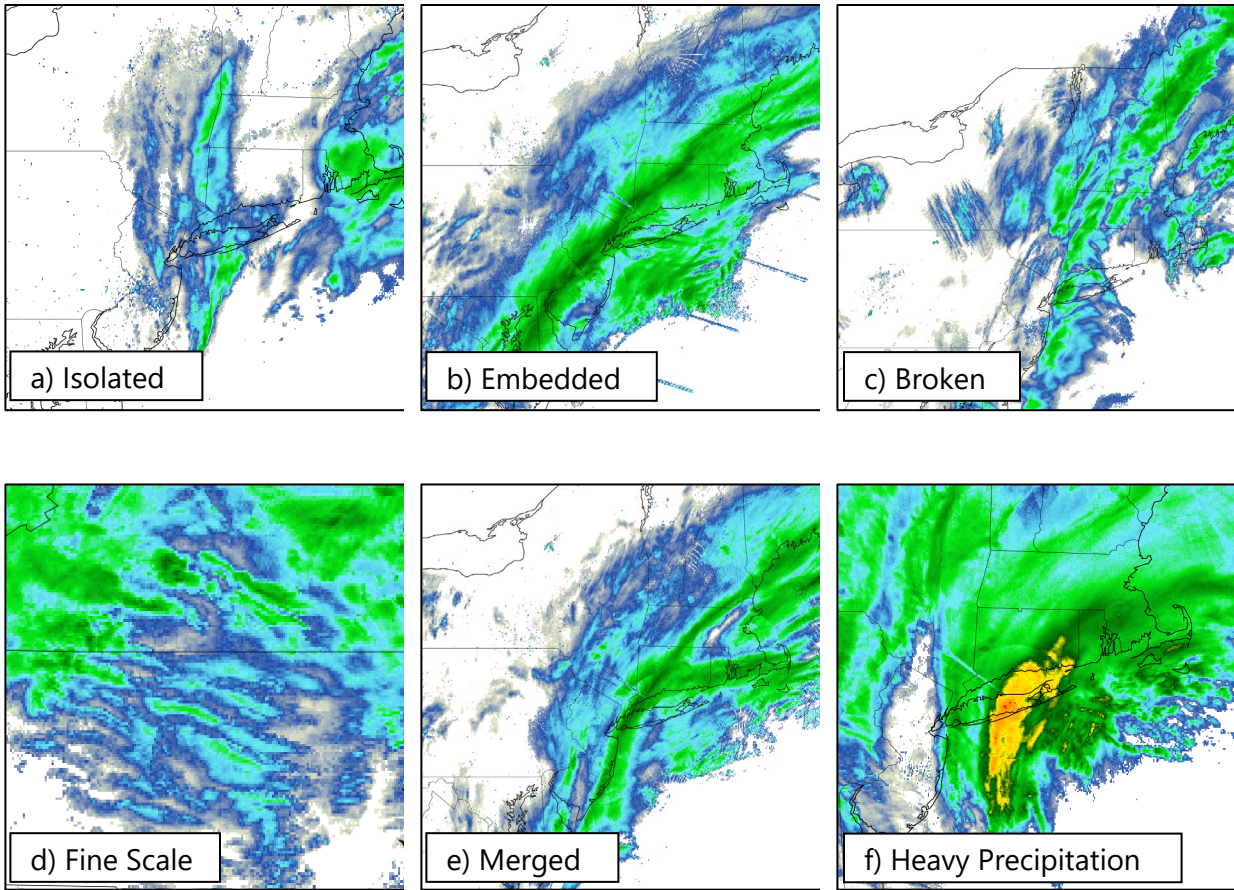 a) Isolated
b) Embedded
c) Broken
d) Fine Scale
e) Merged
f) Heavy Precipitation